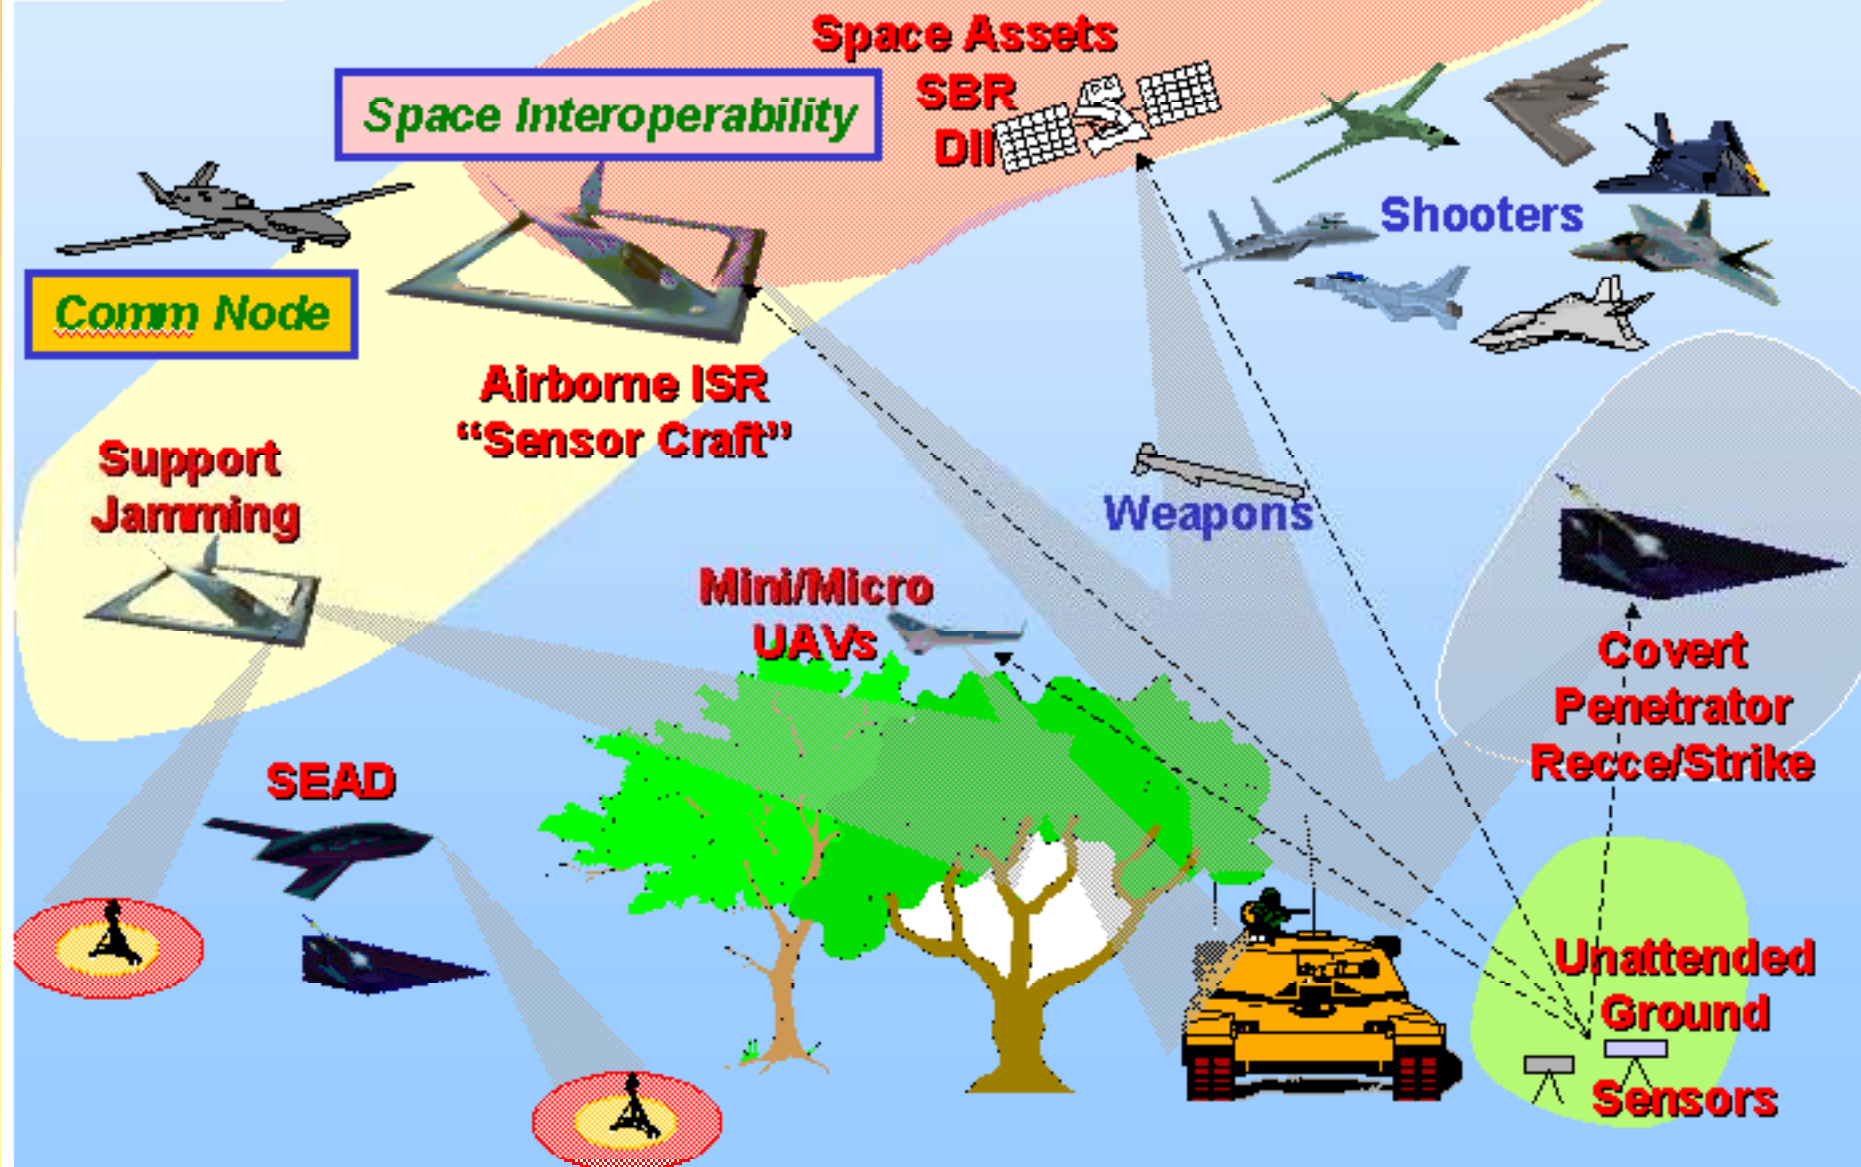 Space Assets
SBR
DII
Space Interoperability
Shooters
Comm Node
Airborne ISR
“Sensor Craft”
Support
Jamming
Weapons
Mini/Micro
UAVs
Covert
Penetrator
Recce/Strike
SEAD
Unattended
Ground
Sensors